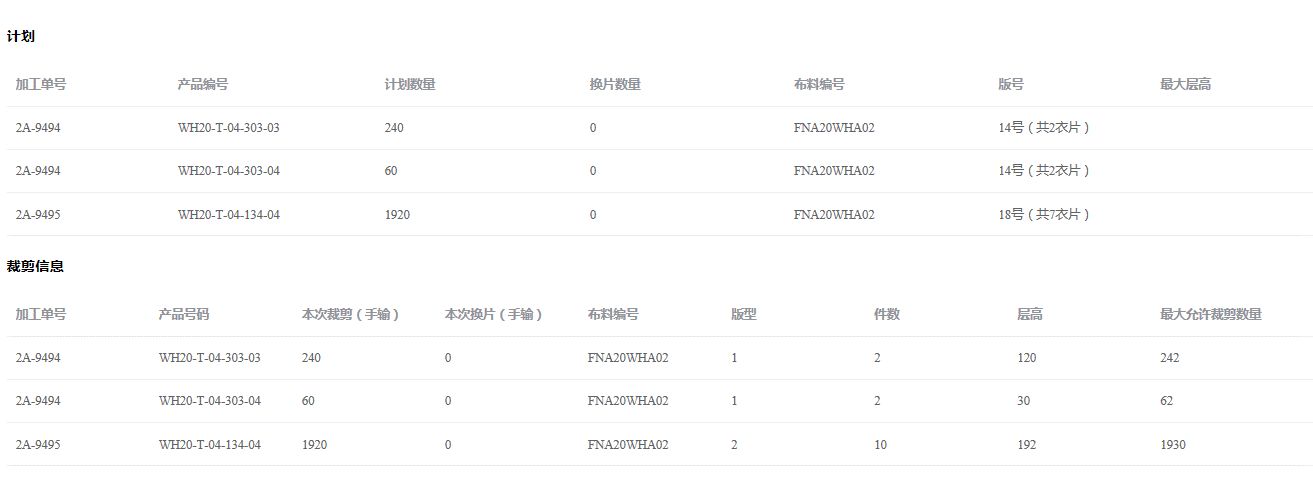 计划
加工单号 产品编号 计划数量 换片数量 布料编号 版号 最大层高
2A-9494 WH20-T-04-303-03 240 0 FNA20WHA02 14号（共2衣片）
2A-9494 WH20-T-04-303-04 60 0 FNA20WHA02 14号（共2衣片）
2A-9495 WH20-T-04-134-04 1920 0 FNA20WHA02 18号（共7衣片）
裁剪信息
加工单号 产品号码 本次裁剪（手输） 本次换片（手输） 布料编号 版型 件数 层高 最大允许裁剪数量
2A-9494 WH20-T-04-303-03 240 0 FNA20WHA02 1 2 120 242
2A-9494 WH20-T-04-303-04 60 0 FNA20WHA02 1 2 30 62
2A-9495 WH20-T-04-134-04 1920 0 FNA20WHA02 2 10 192 1930